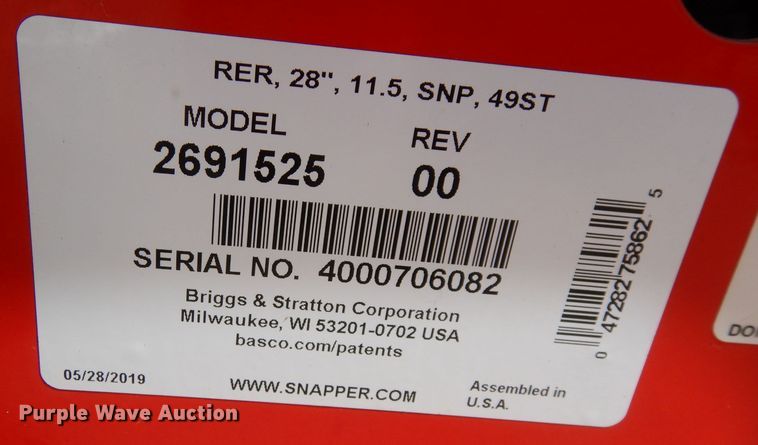 RER, 28", 11.5, SNP, 49ST
MODEL
REV
2691525
00
SERIAL NO. 4000706082
Briggs & Stratton Corporation
Milwaukee, WI 53201-0702 USA
basco.com/patents
05/28/2019
WWW.SNAPPER.COM
Assembled in
U.S.A.
0 47282 75862 5
DO
Purple Wave Auction